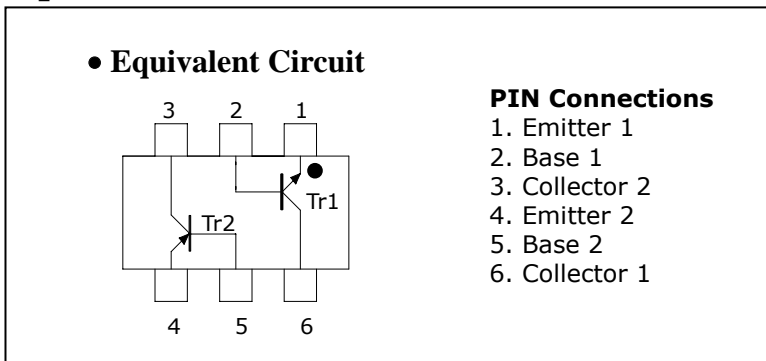 • Equivalent Circuit
3 2 1
Tr1
Tr2
4 5 6
PIN Connections
1. Emitter 1
2. Base 1
3. Collector 2
4. Emitter 2
5. Base 2
6. Collector 1